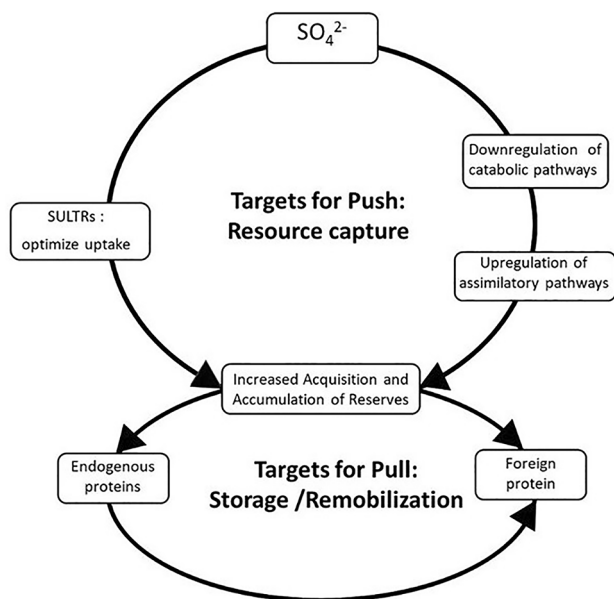 SO₄²⁻
Downregulation of
catabolic pathways
Targets for Push:
Resource capture
SULTRs :
optimize uptake
Upregulation of
assimilatory pathways
Increased Acquisition and
Accumulation of Reserves
Endogenous
proteins
Targets for Pull:
Storage /Remobilization
Foreign
protein